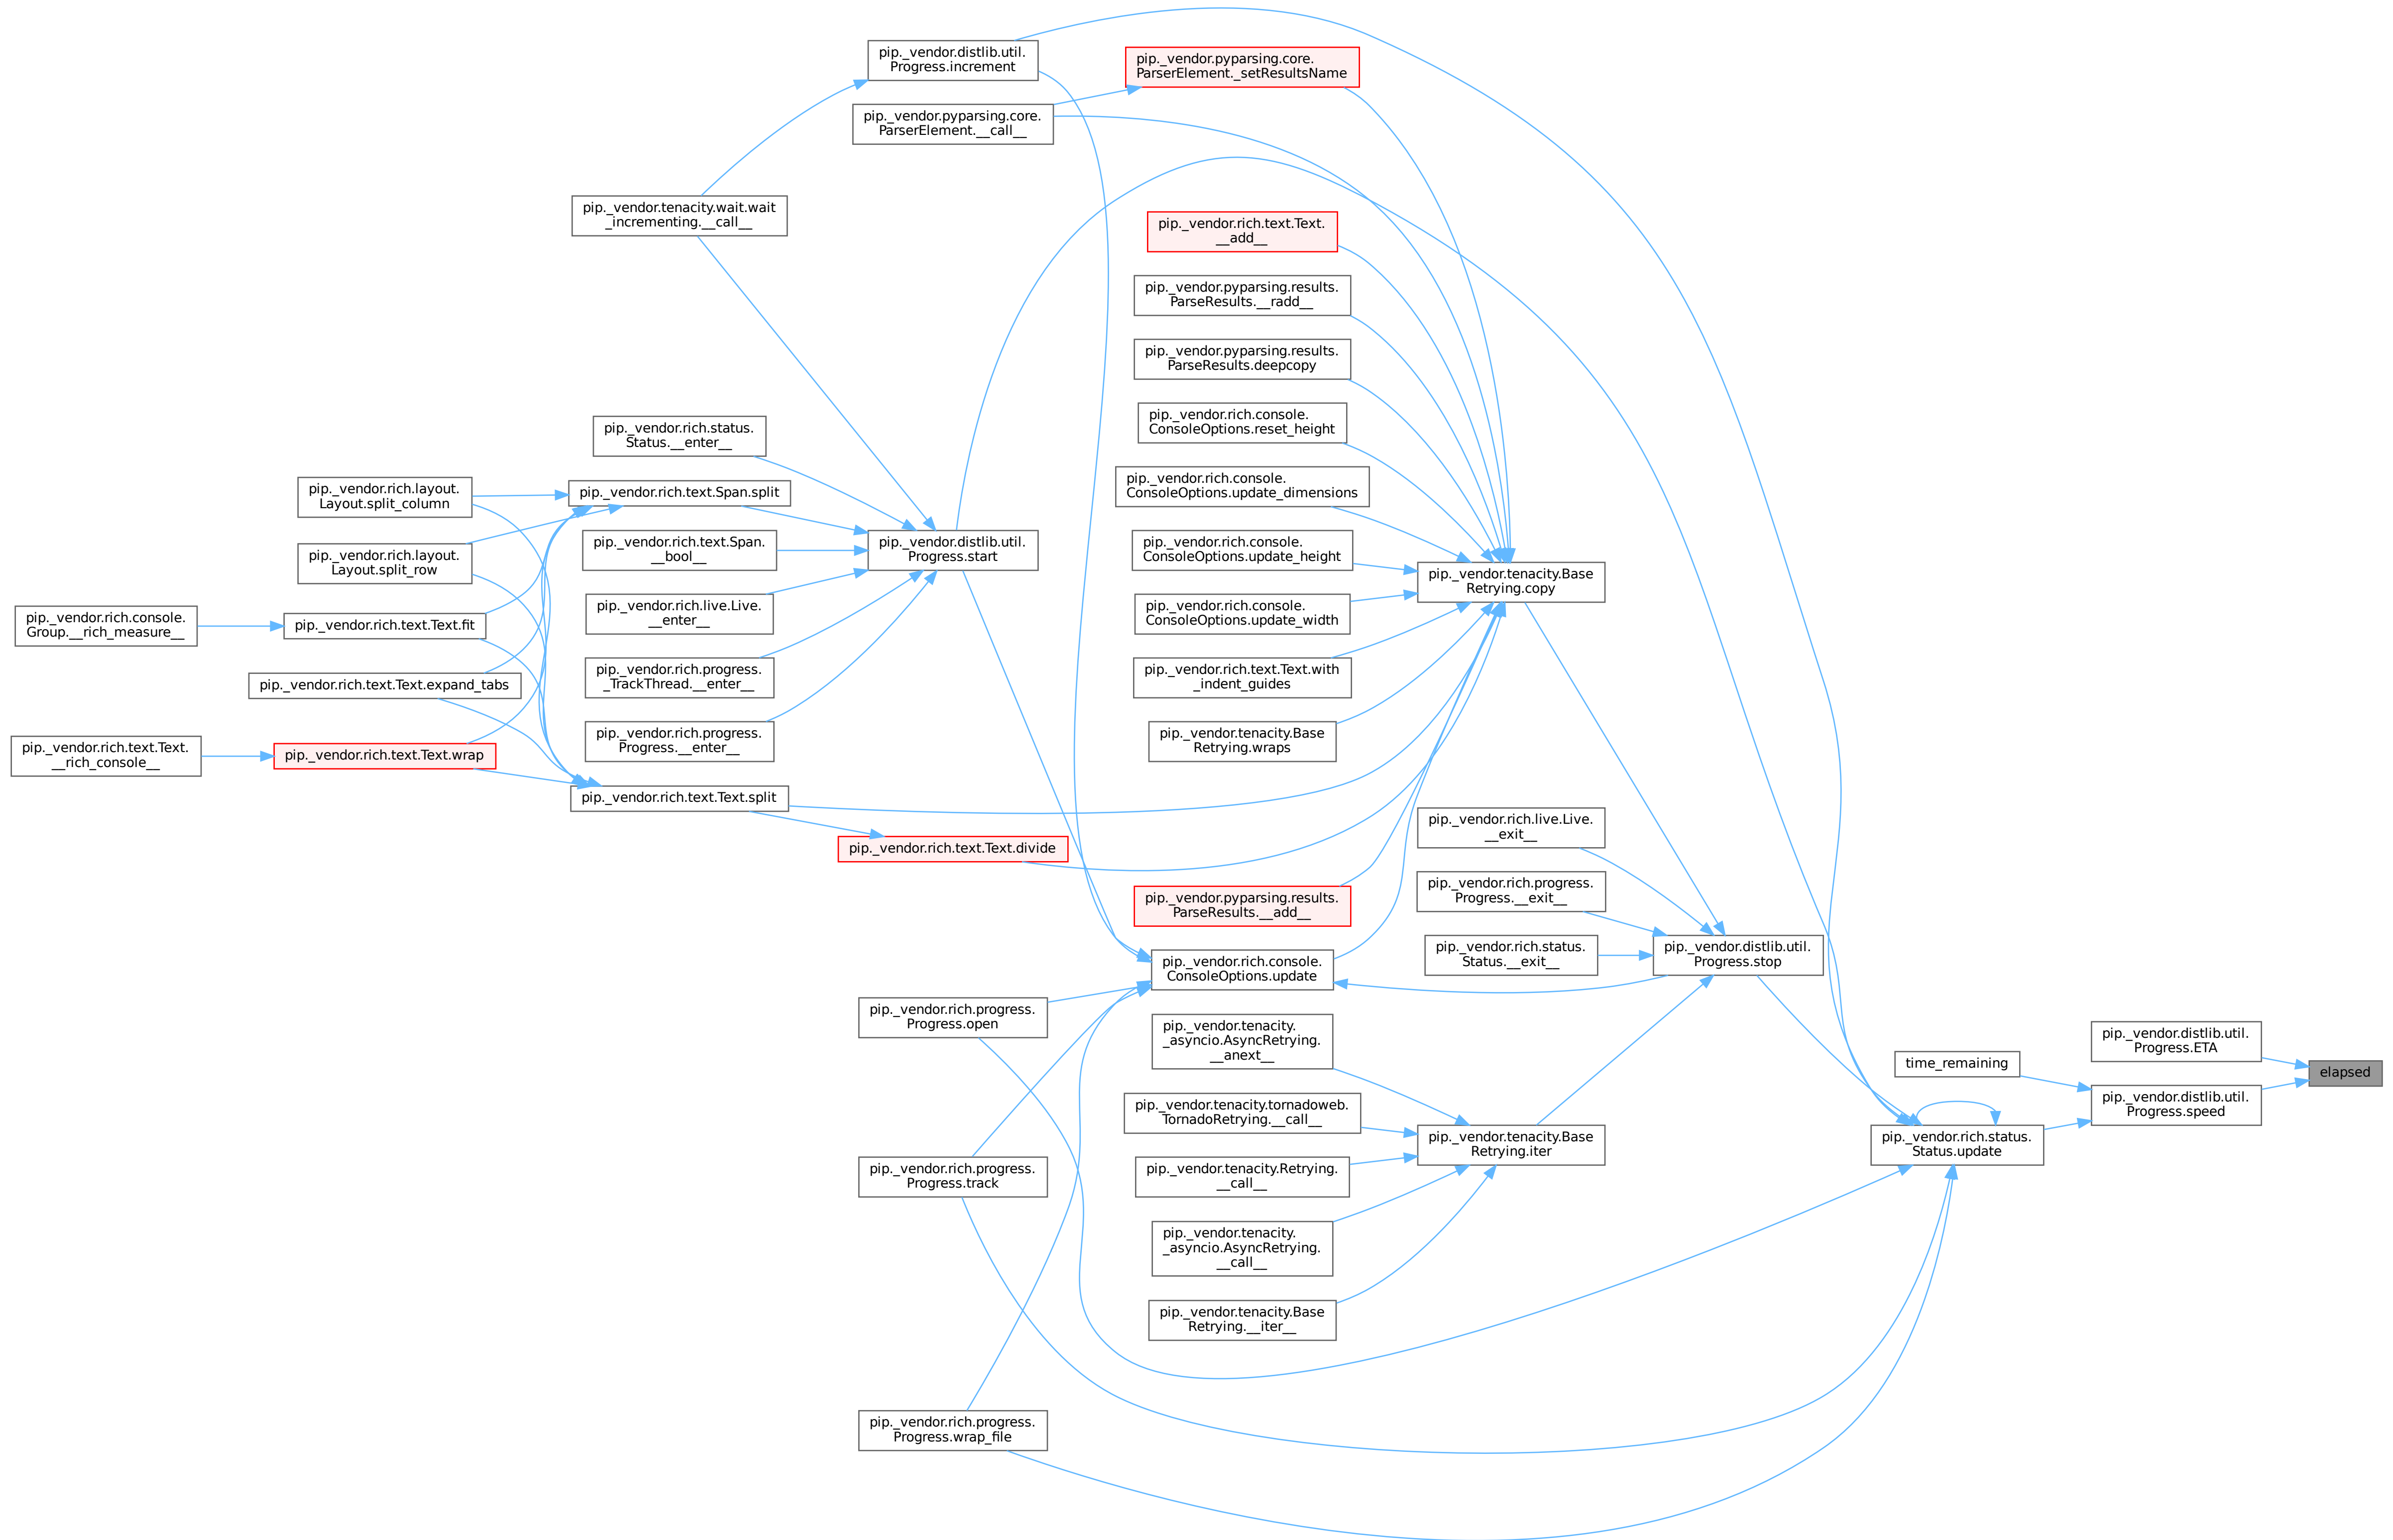 pip._vendor.distlib.util.
Progress.increment
pip._vendor.pyparsing.core.
ParserElement._setResultsName
pip._vendor.pyparsing.core.
ParserElement.__call__
pip._vendor.tenacity.wait.wait
_incrementing.__call__
pip._vendor.rich.text.Text.
__add__
pip._vendor.pyparsing.results.
ParseResults.__radd__
pip._vendor.pyparsing.results.
ParseResults.deepcopy
pip._vendor.rich.console.
ConsoleOptions.reset_height
pip._vendor.rich.status.
Status.__enter__
pip._vendor.rich.console.
ConsoleOptions.update_dimensions
pip._vendor.rich.layout.
Layout.split_column
pip._vendor.rich.text.Span.split
pip._vendor.rich.text.Span.
__bool__
pip._vendor.distlib.util.
Progress.start
pip._vendor.rich.console.
ConsoleOptions.update_height
pip._vendor.rich.layout.
Layout.split_row
pip._vendor.tenacity.Base
Retrying.copy
pip._vendor.rich.live.Live.
__enter__
pip._vendor.rich.console.
ConsoleOptions.update_width
pip._vendor.rich.console.
Group.__rich_measure__
pip._vendor.rich.text.Text.fit
pip._vendor.rich.progress.
_TrackThread.__enter__
pip._vendor.rich.text.Text.with
_indent_guides
pip._vendor.rich.text.Text.expand_tabs
pip._vendor.rich.progress.
Progress.__enter__
pip._vendor.tenacity.Base
Retrying.wraps
pip._vendor.rich.text.Text.
__rich_console__
pip._vendor.rich.text.Text.wrap
pip._vendor.rich.text.Text.split
pip._vendor.rich.live.Live.
__exit__
pip._vendor.rich.text.Text.divide
pip._vendor.rich.progress.
Progress.__exit__
pip._vendor.pyparsing.results.
ParseResults.__add__
pip._vendor.rich.status.
Status.__exit__
pip._vendor.distlib.util.
Progress.stop
pip._vendor.rich.console.
ConsoleOptions.update
pip._vendor.rich.progress.
Progress.open
pip._vendor.tenacity.
_asyncio.AsyncRetrying.
__anext__
pip._vendor.distlib.util.
Progress.ETA
time_remaining
elapsed
pip._vendor.distlib.util.
Progress.speed
pip._vendor.tenacity.tornadoweb.
TornadoRetrying.__call__
pip._vendor.tenacity.Base
Retrying.iter
pip._vendor.rich.status.
Status.update
pip._vendor.rich.progress.
Progress.track
pip._vendor.tenacity.Retrying.
__call__
pip._vendor.tenacity.
_asyncio.AsyncRetrying.
__call__
pip._vendor.tenacity.Base
Retrying.__iter__
pip._vendor.rich.progress.
Progress.wrap_file